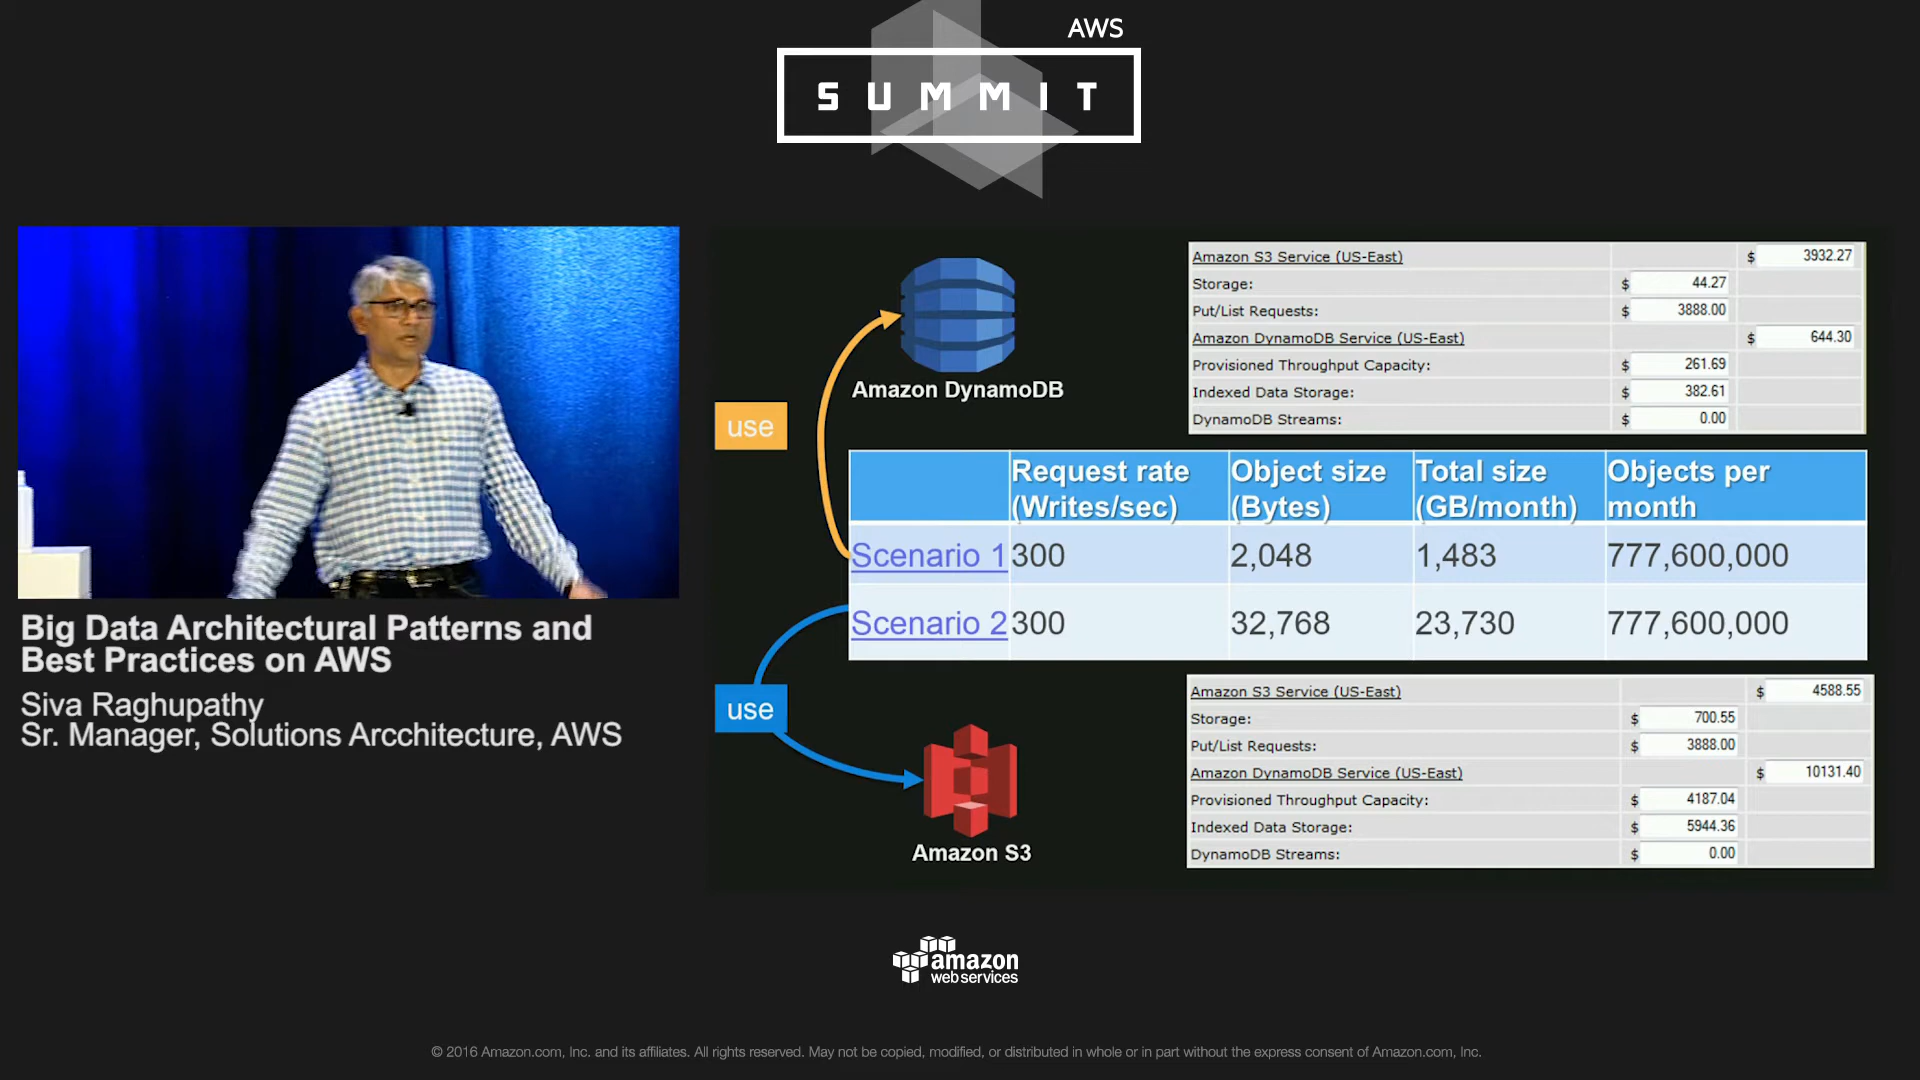 AWS
SUMMIT
Big Data Architectural Patterns and
Best Practices on AWS
Siva Raghupathy
Sr. Manager, Solutions Arcchitecture, AWS
Amazon DynamoDB
use
Amazon S3 Service (US-East) $ 3932.27
Storage: $ 44.27
Put/List Requests: $ 3888.00
Amazon DynamoDB Service (US-East) $ 644.30
Provisioned Throughput Capacity: $ 261.69
Indexed Data Storage: $ 382.61
DynamoDB Streams: $ 0.00
Request rate (Writes/sec) Object size (Bytes) Total size (GB/month) Objects per month
Scenario 1 300 2,048 1,483 777,600,000
Scenario 2 300 32,768 23,730 777,600,000
use
Amazon S3
Amazon S3 Service (US-East) $ 4588.55
Storage: $ 700.55
Put/List Requests: $ 3888.00
Amazon DynamoDB Service (US-East) $ 10131.40
Provisioned Throughput Capacity: $ 4187.04
Indexed Data Storage: $ 5944.36
DynamoDB Streams: $ 0.00
amazon
webservices
© 2016 Amazon.com, Inc. and its affiliates. All rights reserved. May not be copied, modified, or distributed in whole or in part without the express consent of Amazon.com, Inc.